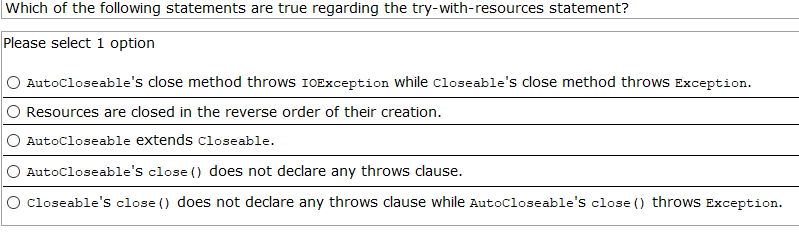 Which of the following statements are true regarding the try-with-resources statement?
Please select 1 option
AutoCloseable's close method throws IOException while Closeable's close method throws Exception.
Resources are closed in the reverse order of their creation.
AutoCloseable extends Closeable.
AutoCloseable's close() does not declare any throws clause.
Closeable's close() does not declare any throws clause while AutoCloseable's close() throws Exception.